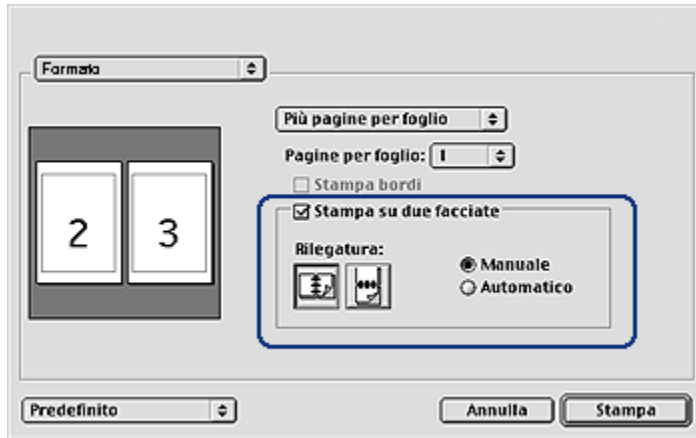 Formato
Più pagine per foglio
Pagine per foglio: 1
Stampa bordi
Stampa su due facciate
2 3
Rilegatura:
Manuale
Automatico
Predefinito
Annulla Stampa